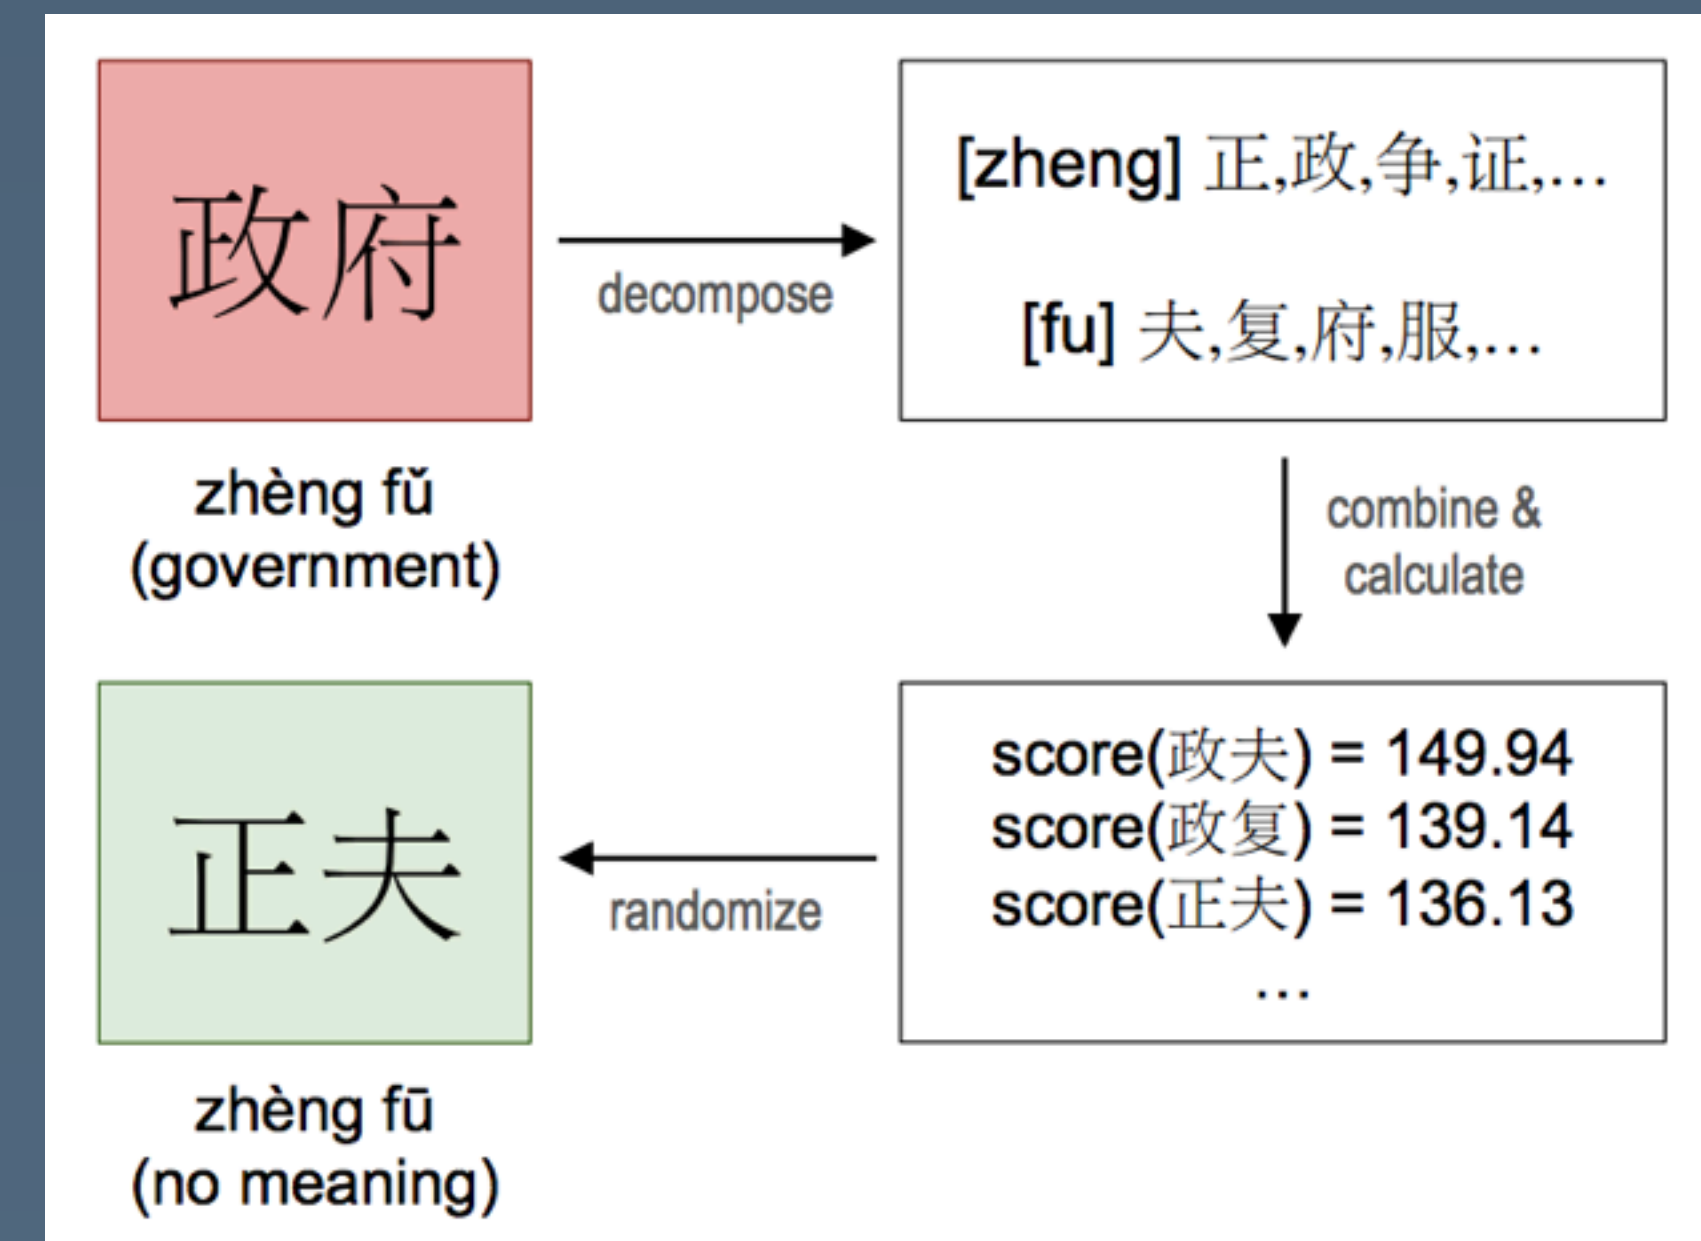 政府
zhèng fǔ
(government)
decompose
[zheng] 正,政,争,证,...
[fu] 夫,复,府,服,...
combine &
calculate
score(政夫) = 149.94
score(政复) = 139.14
score(正夫) = 136.13
...
randomize
正夫
zhèng fū
(no meaning)